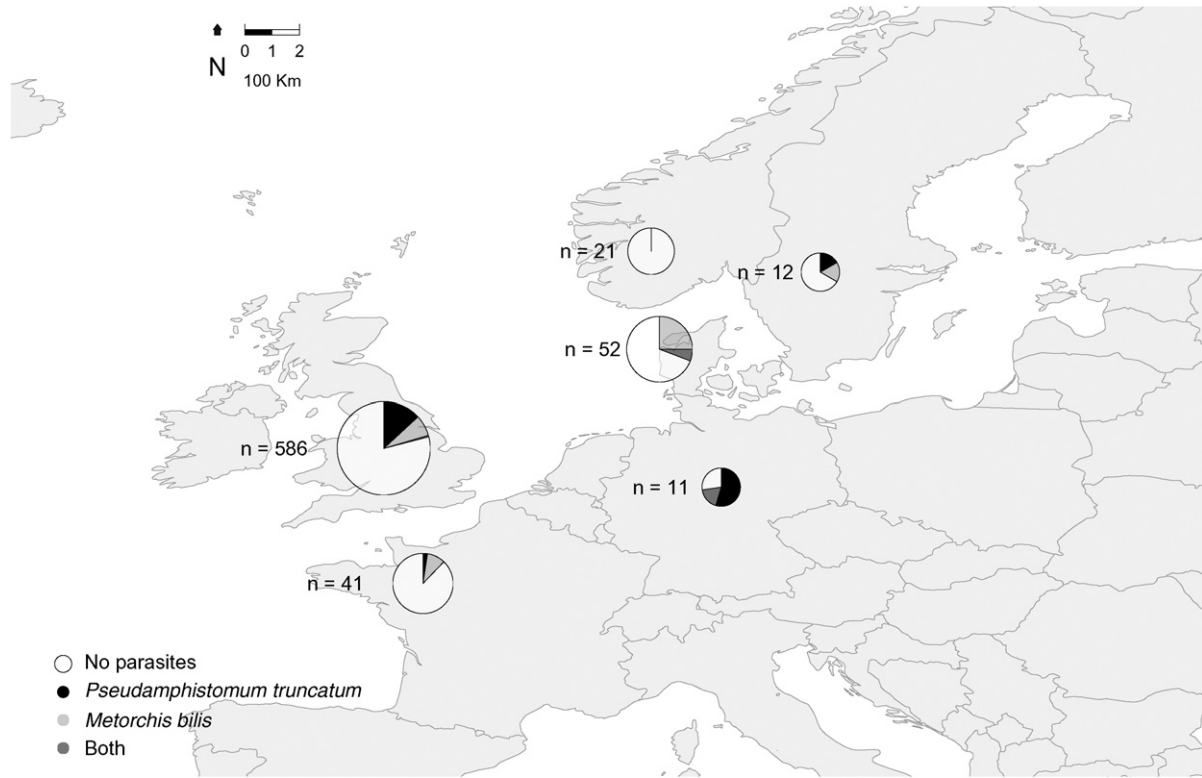 0 1 2
N
100 Km
n = 21
n = 12
n = 52
n = 586
n = 11
n = 41
No parasites
Pseudamphistomum truncatum
Metorchis bilis
Both